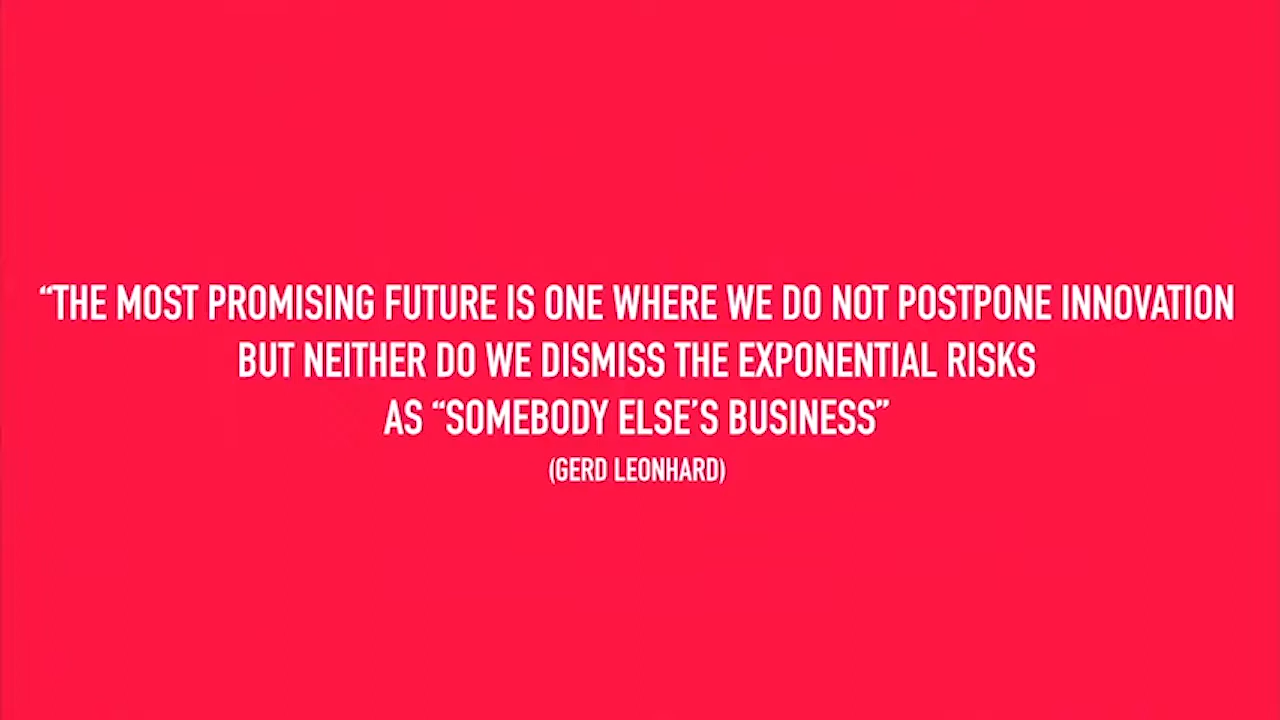 “THE MOST PROMISING FUTURE IS ONE WHERE WE DO NOT POSTPONE INNOVATION
BUT NEITHER DO WE DISMISS THE EXPONENTIAL RISKS
AS “SOMEBODY ELSE’S BUSINESS”
(GERD LEONHARD)